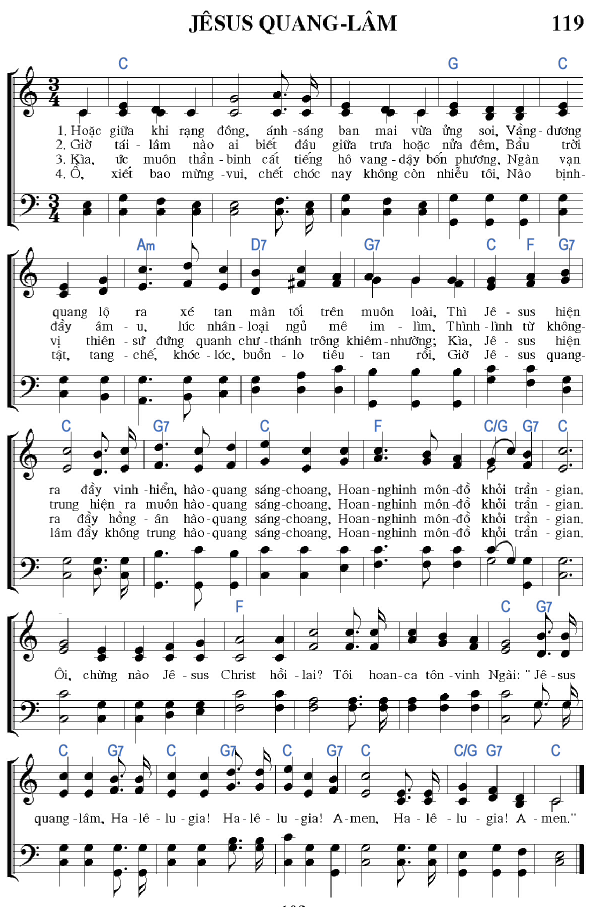 JÊSUS QUANG-LÂM 119
C G C
3 4
1. Hoặc giữa khi rạng đông, ánh-sáng ban mai vừa ửng soi, Vầng-dương
2. Giờ tái-lâm nào ai biết đâu giữa trưa hoặc nửa đêm, Bầu trời
3. Kìa, ức muôn thần-binh cất tiếng hô vang-dậy bốn phương, Ngàn vạn
4. Ô, xiết bao mừng-vui, chết chóc nay không còn nhiễu tôi, Nào bịnh-
3 4
Am D7 G7 C F G7
quang lộ ra xé tan màn tối trên muôn loài, Thì Jê-sus hiện
đầy âm-u, lúc nhân-loại ngủ mê im-lìm, Thình-lình từ không-
vị thiên-sứ đứng quanh chư-thánh trông khiêm-nhường; Kìa, Jê-sus hiện
tật, tang-chế, khóc-lóc, buồn-lo tiêu-tan rồi, Giờ Jê-sus quang-
C G7 C F C/G G7 C
ra đầy vinh-hiển, hào-quang sáng-choang, Hoan-nghinh môn-đồ khỏi trần-gian.
trung hiện ra muôn hào-quang sáng-choang, Hoan-nghinh môn-đồ khỏi trần-gian.
ra đầy hồng-ân hào-quang sáng-choang, Hoan-nghinh môn-đồ khỏi trần-gian.
lâm đầy không trung hào-quang sáng-choang, Hoan-nghinh môn-đồ khỏi trần-gian.
F C G7
Ôi, chừng nào Jê-sus Christ hồi-lai? Tôi hoan-ca tôn-vinh Ngài: "Jê-sus
C G7 C G7 C G7 C C/G G7 C
quang-lâm, Ha-lê-lu-gia! Ha-lê-lu-gia! A-men, Ha-lê-lu-gia! A-men."